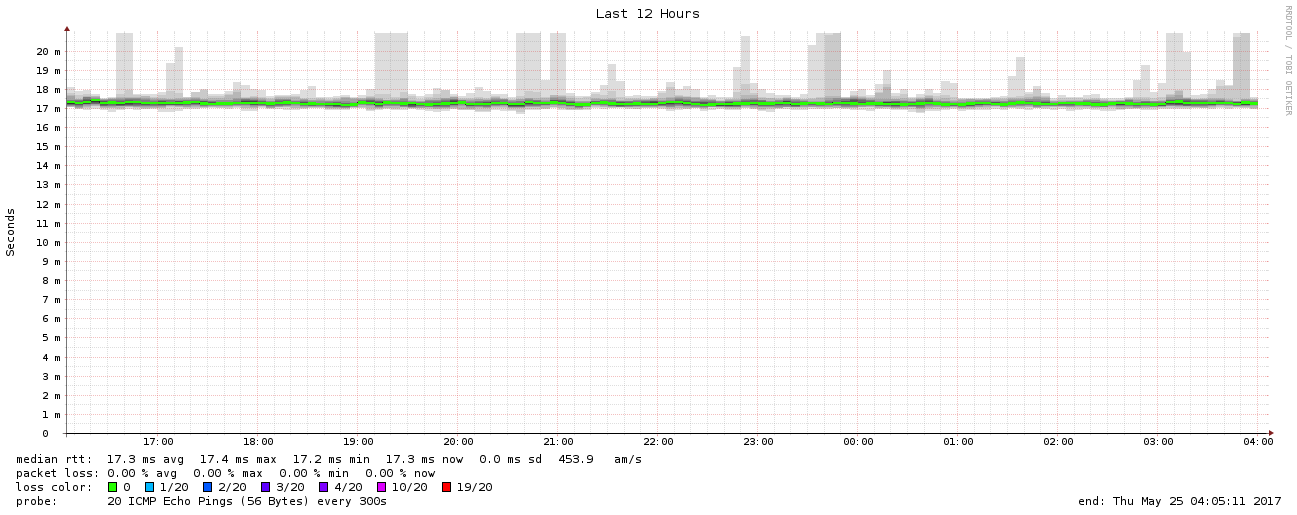 Last 12 Hours
RRDTOOL / TOBI OETIKER
Seconds
20 m
19 m
18 m
17 m
16 m
15 m
14 m
13 m
12 m
11 m
10 m
9 m
8 m
7 m
6 m
5 m
4 m
3 m
2 m
1 m
0
17:00 18:00 19:00 20:00 21:00 22:00 23:00 00:00 01:00 02:00 03:00 04:00
median rtt: 17.3 ms avg 17.4 ms max 17.2 ms min 17.3 ms now 0.0 ms sd 453.9 am/s
packet loss: 0.00 % avg 0.00 % max 0.00 % min 0.00 % now
loss color: 0 1/20 2/20 3/20 4/20 10/20 19/20
probe: 20 ICMP Echo Pings (56 Bytes) every 300s end: Thu May 25 04:05:11 2017